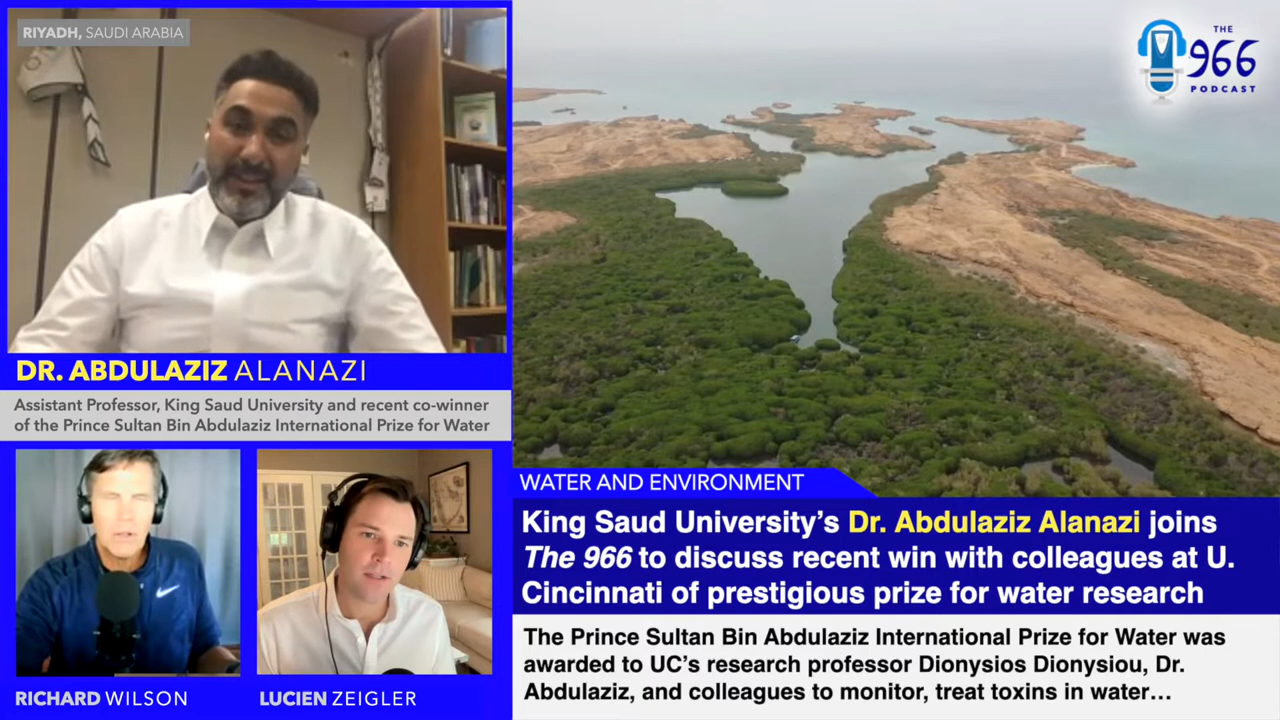 RIYADH, SAUDI ARABIA
DR. ABDULAZIZ ALANAZI
Assistant Professor, King Saud University and recent co-winner
of the Prince Sultan Bin Abdulaziz International Prize for Water
RICHARD WILSON
LUCIEN ZEIGLER
THE
966
PODCAST
WATER AND ENVIRONMENT
King Saud University’s Dr. Abdulaziz Alanazi joins
The 966 to discuss recent win with colleagues at U.
Cincinnati of prestigious prize for water research
The Prince Sultan Bin Abdulaziz International Prize for Water was
awarded to UC’s research professor Dionysios Dionysiou, Dr.
Abdulaziz, and colleagues to monitor, treat toxins in water…